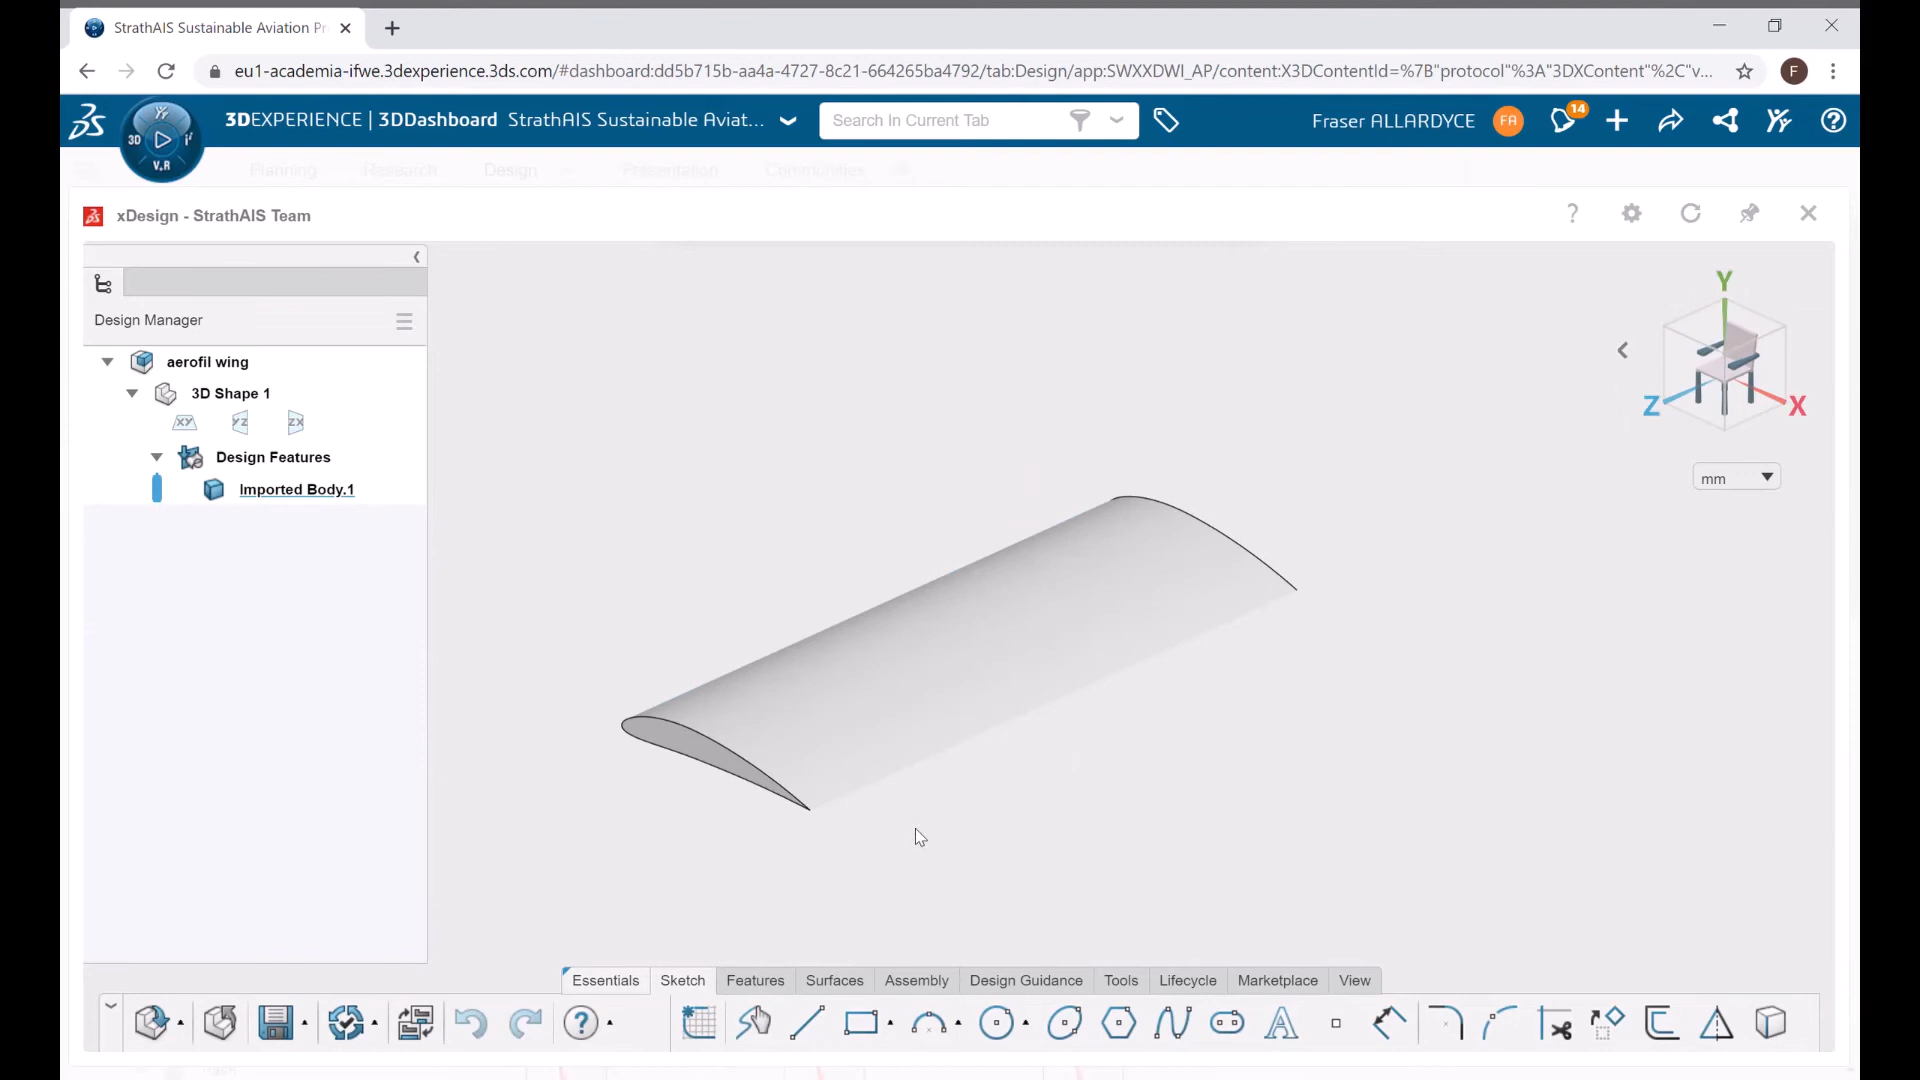 StrathAIS Sustainable Aviation Pr
eu1-academia-ifwe.3dexperience.3ds.com/#dashboard:dd5b715b-aa4a-4727-8c21-664265ba4792/tab:Design/app:SWXXDWI_AP/content:X3DContentId=%7B"protocol"%3A"3DXContent"%2C"v...
F
3DEXPERIENCE | 3DDashboard StrathAIS Sustainable Aviat... Search In Current Tab Fraser ALLARDYCE FA 14
3D V.R
Planning Research Design Presentation Communities
xDesign - StrathAIS Team
Design Manager
aerofil wing
3D Shape 1
XY YZ ZX
Design Features
Imported Body.1
Y
Z X
mm
Essentials Sketch Features Surfaces Assembly Design Guidance Tools Lifecycle Marketplace View